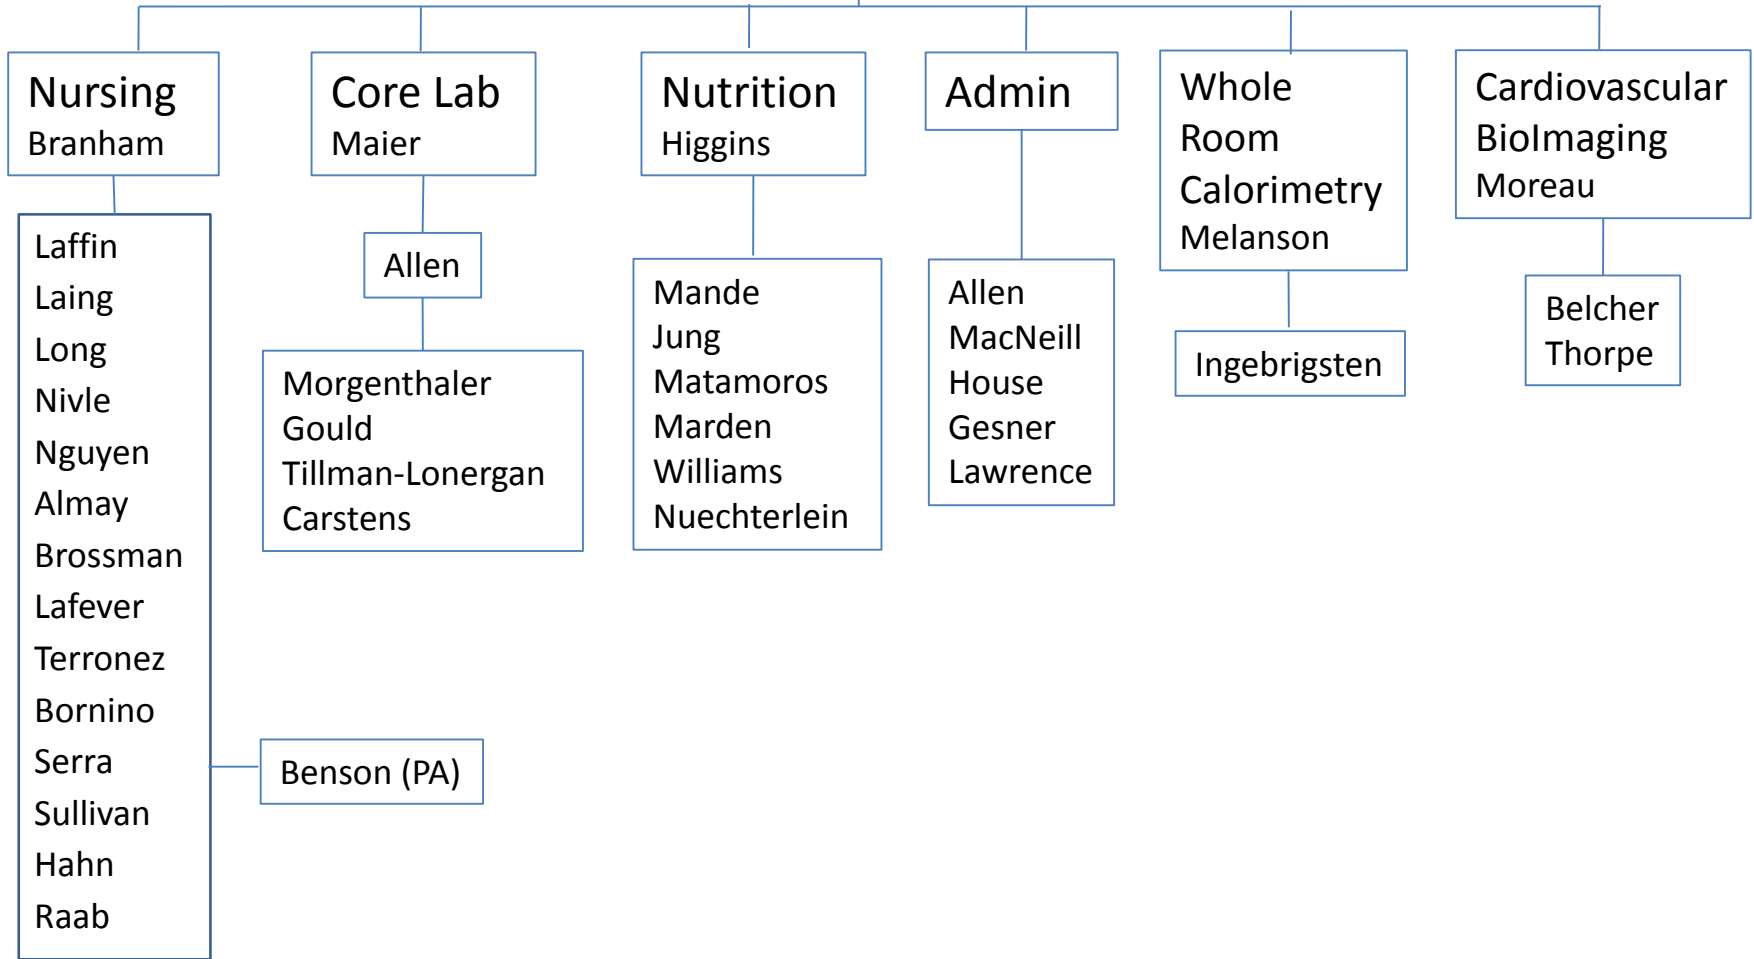 Nursing
Branham
Laffin
Laing
Long
Nivle
Nguyen
Almay
Brossman
Lafever
Terronez
Bornino
Serra
Sullivan
Hahn
Raab
Benson (PA)
Core Lab
Maier
Allen
Morgenthaler
Gould
Tillman-Lonergan
Carstens
Nutrition
Higgins
Mande
Jung
Matamoros
Marden
Williams
Nuechterlein
Admin
Allen
MacNeill
House
Gesner
Lawrence
Whole
Room
Calorimetry
Melanson
Ingebrigsten
Cardiovascular
BioImaging
Moreau
Belcher
Thorpe